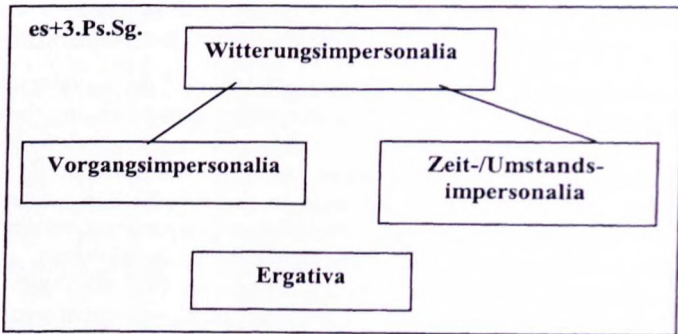 es+3.Ps.Sg.
Witterungsimpersonalia
Vorgangsimpersonalia
Zeit-/Umstands-
impersonalia
Ergativa